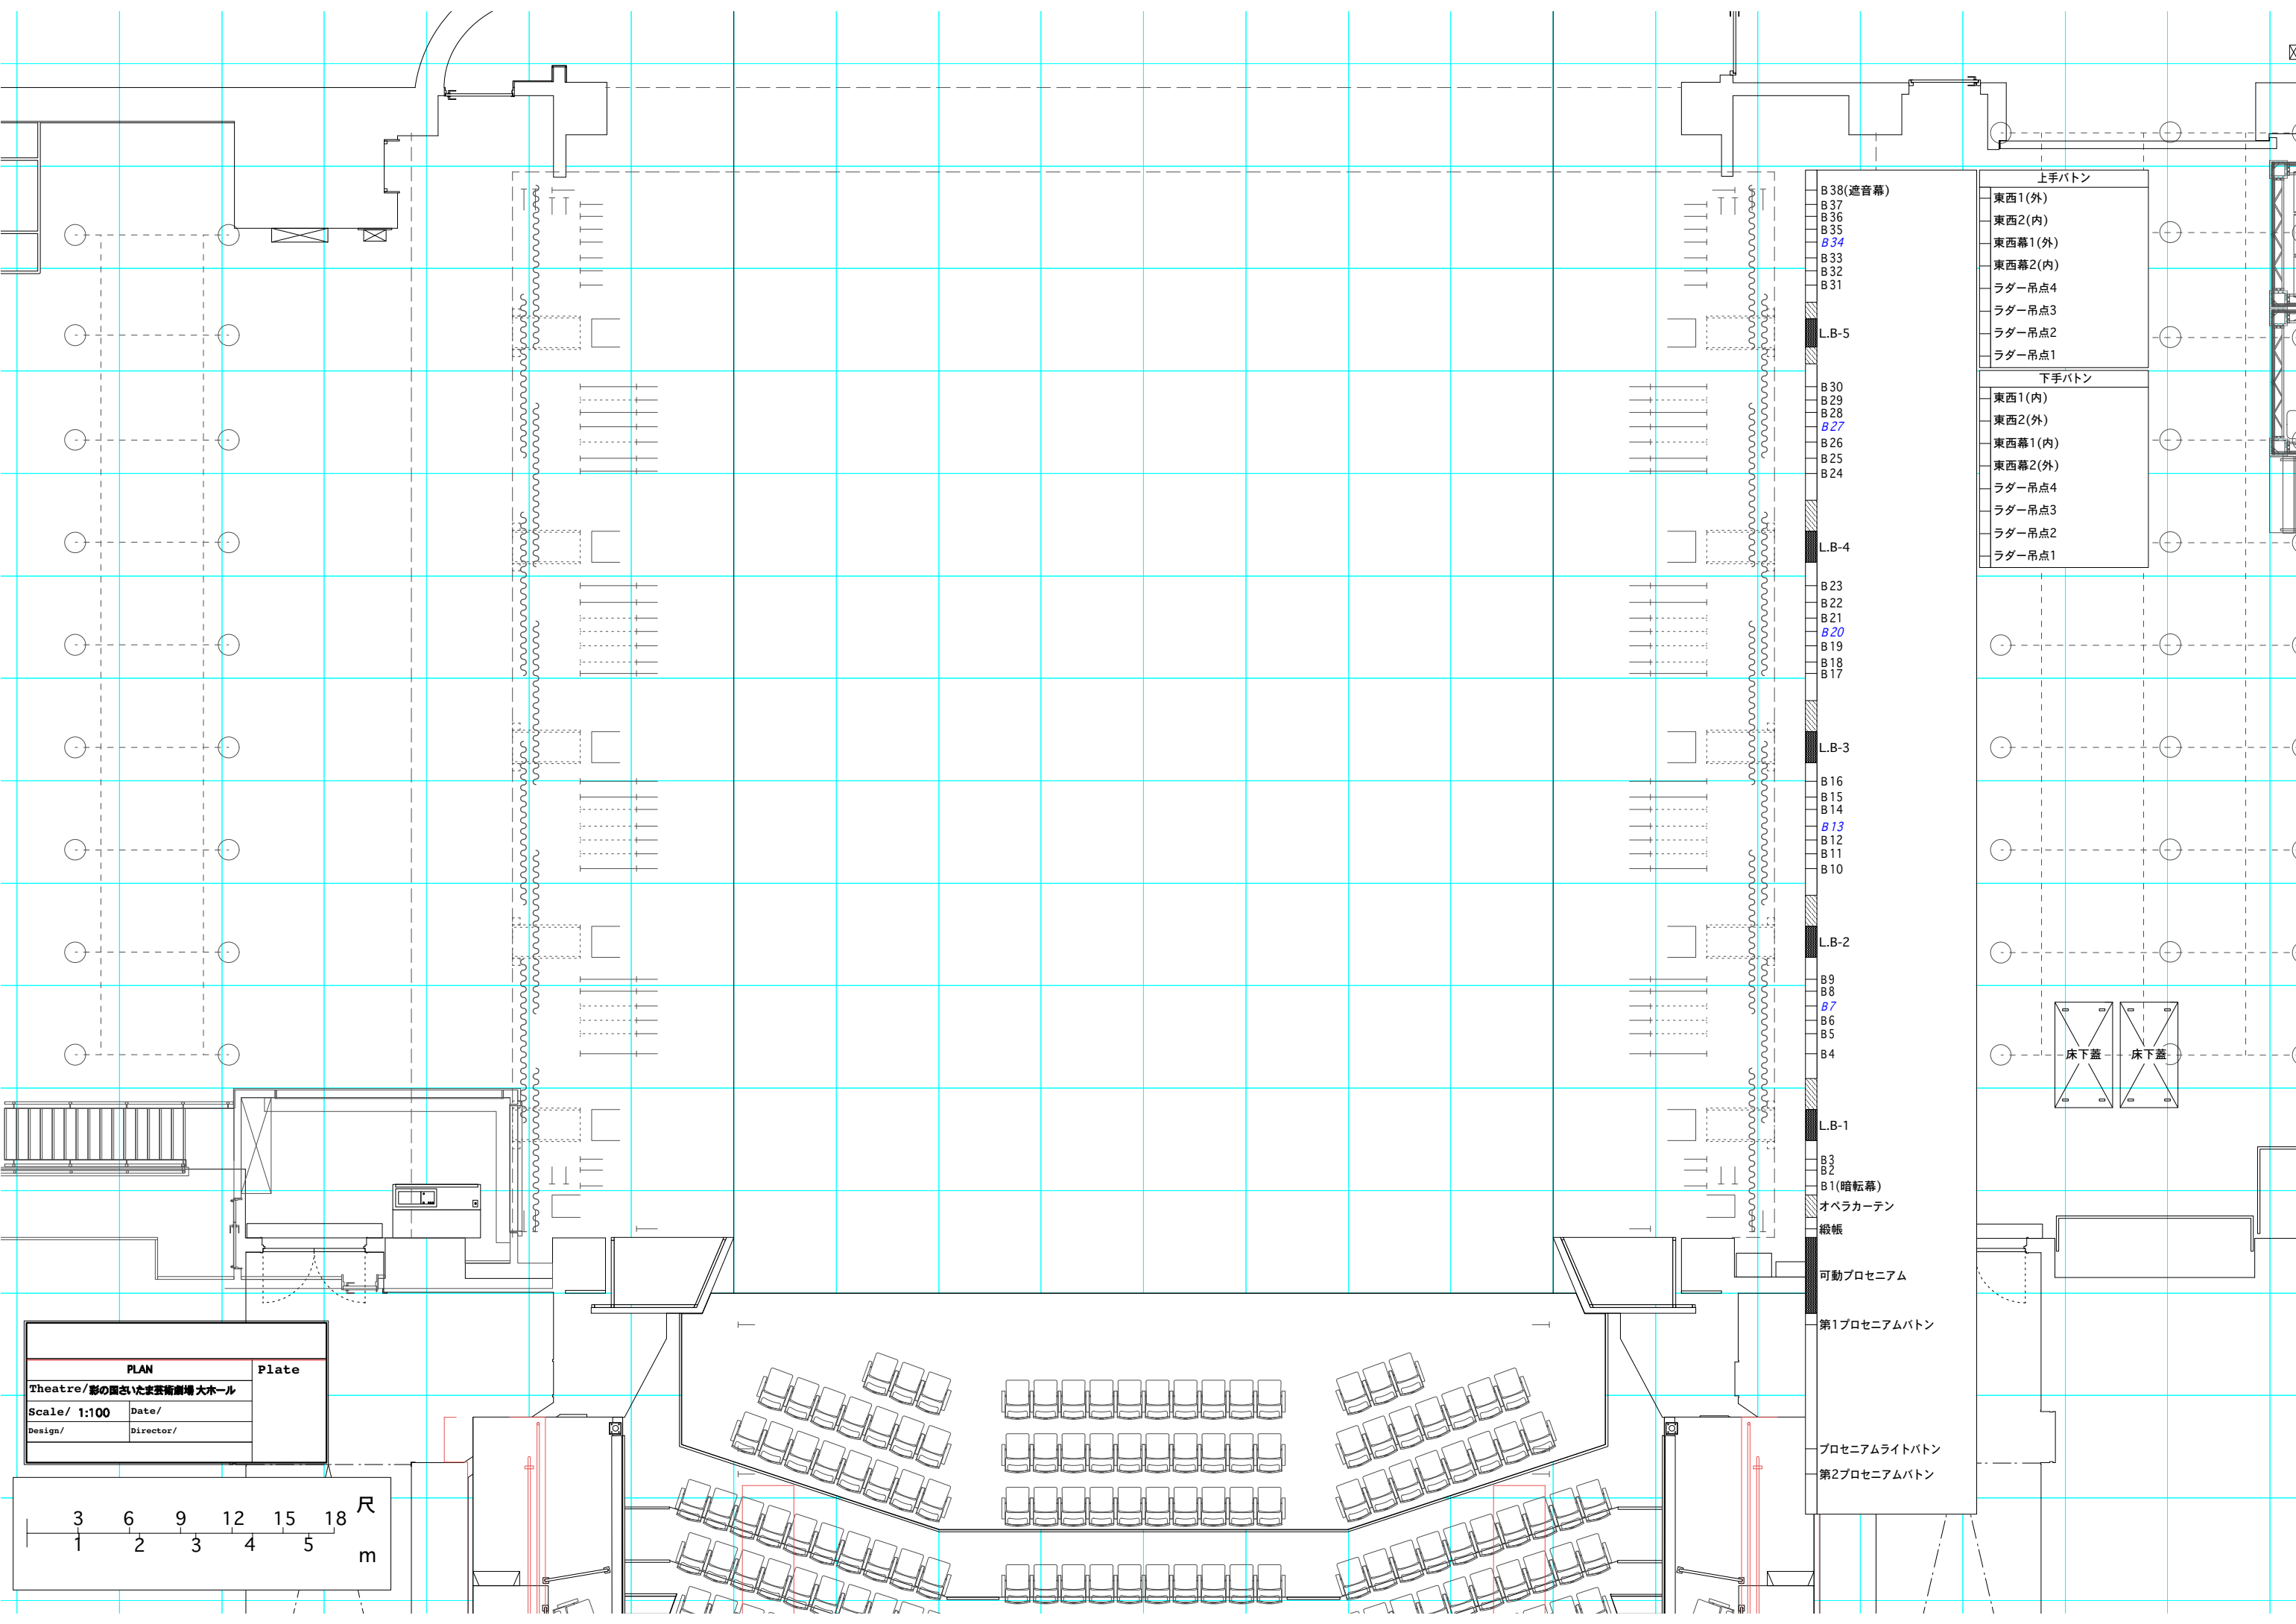 B38(遮音幕)
B37
B36
B35
B34
B33
B32
B31
L.B-5
B30
B29
B28
B27
B26
B25
B24
L.B-4
B23
B22
B21
B20
B19
B18
B17
L.B-3
B16
B15
B14
B13
B12
B11
B10
L.B-2
B9
B8
B7
B6
B5
B4
L.B-1
B3
B2
B1(暗転幕)
オペラカーテン
緞帳
可動プロセニアム
第1プロセニアムバトン
プロセニアムライトバトン
第2プロセニアムバトン
上手バトン
東西1(外)
東西2(内)
東西幕1(外)
東西幕2(内)
ラダー吊点4
ラダー吊点3
ラダー吊点2
ラダー吊点1
下手バトン
東西1(内)
東西2(外)
東西幕1(内)
東西幕2(外)
ラダー吊点4
ラダー吊点3
ラダー吊点2
ラダー吊点1
床下蓋 床下蓋
PLAN
Plate
Theatre/彩の国さいたま芸術劇場 大ホール
Scale/ 1:100 Date/
Design/ Director/
3 6 9 12 15 18 尺
1 2 3 4 5 m